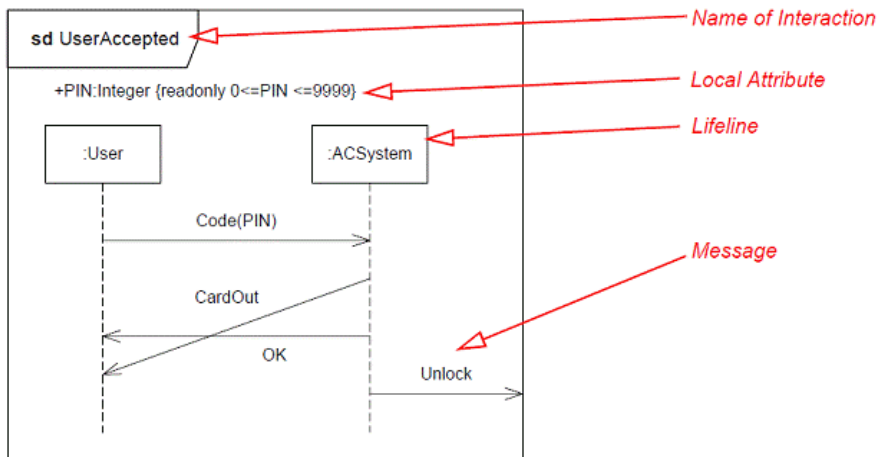 sd UserAccepted
Name of Interaction
+PIN:Integer {readonly 0<=PIN <=9999}
Local Attribute
Lifeline
:User
:ACSystem
Code(PIN)
Message
CardOut
OK
Unlock